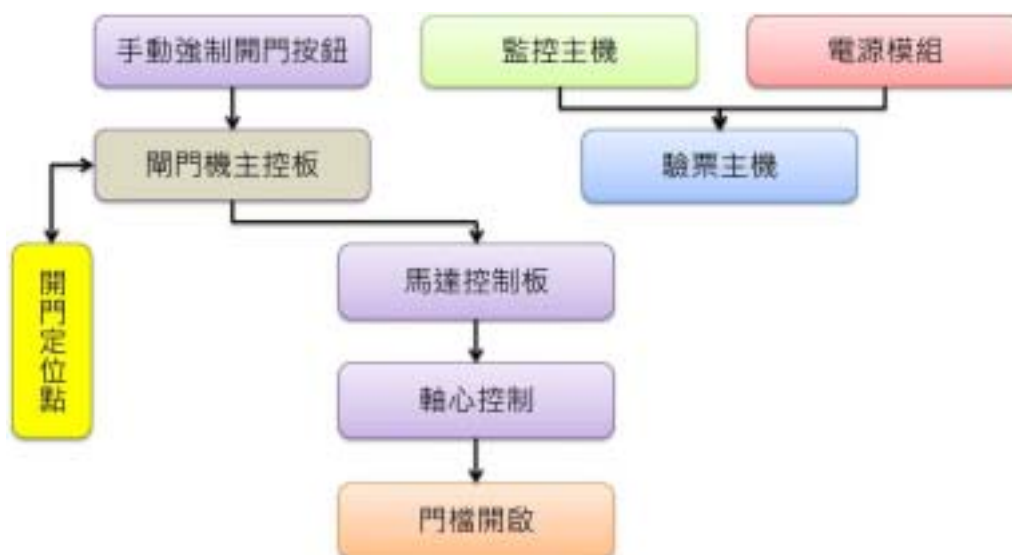 手動強制開門按鈕
監控主機
電源模組
閘門機主控板
驗票主機
開門定位點
馬達控制板
軸心控制
門檔開啟